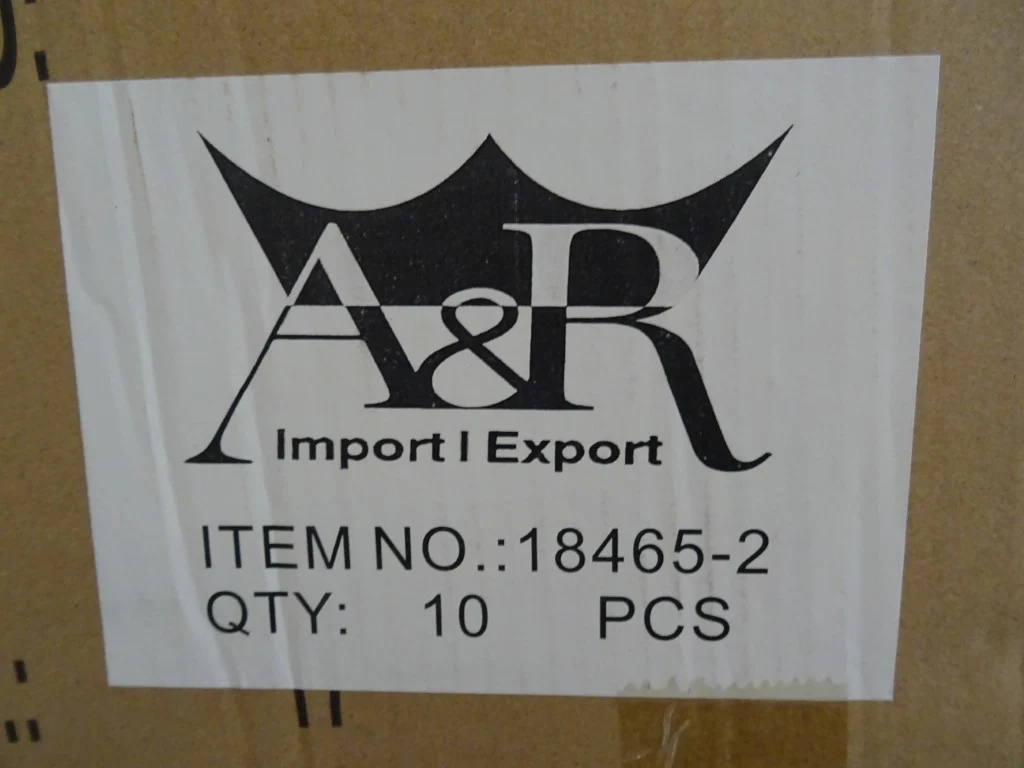 A&R
Import | Export
ITEM NO.:18465-2
QTY: 10 PCS